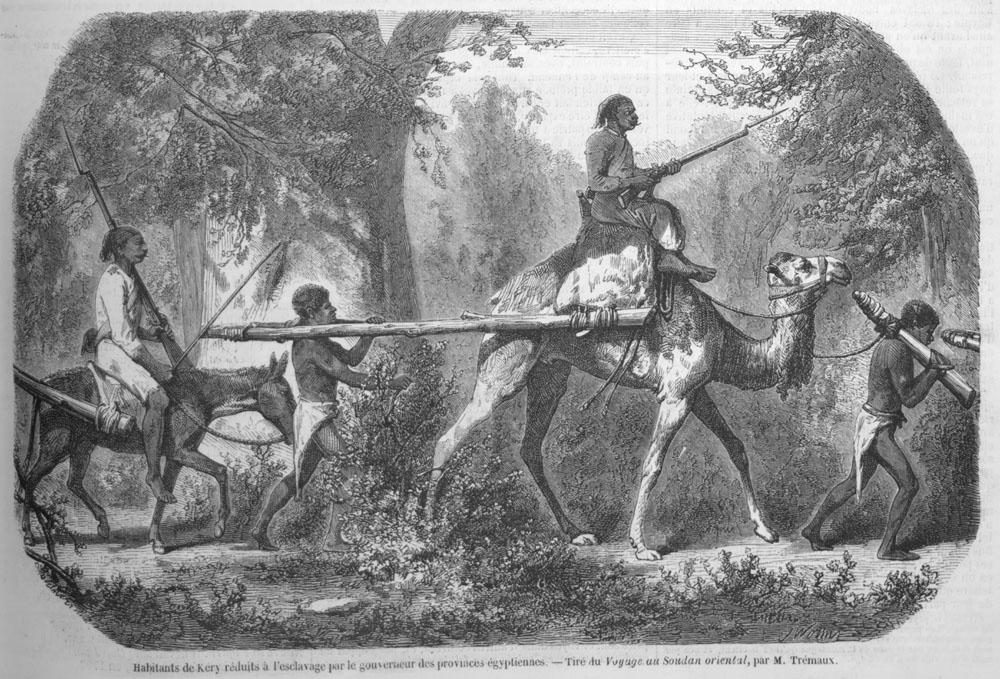 Habitants de Kery réduits à l'esclavage par le gouverneur des provinces égyptiennes. — Tiré du Voyage au Soudan oriental, par M. Trémaux.